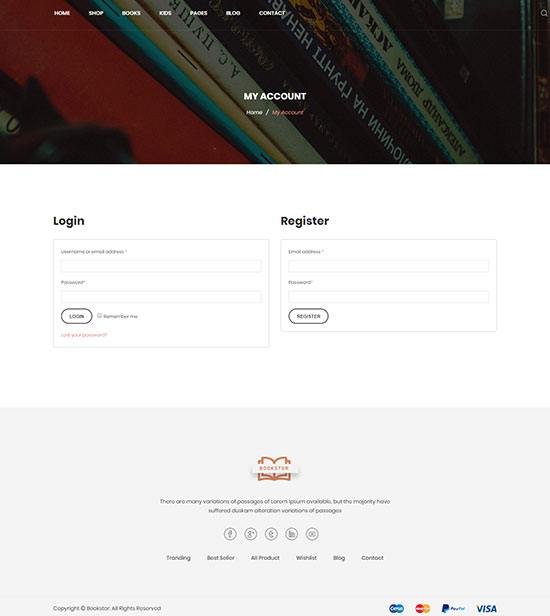 HOME SHOP BOOKS KIDS PAGES BLOG CONTACT
MY ACCOUNT
Home / My Account
Login
Register
Username or email address *
Password*
LOGIN Remember me
Lost your password?
Email address *
Password*
REGISTER
BOOKSTOR
There are many variations of passages of Lorem Ipsum available, but the majority have
suffered duskam alteration variations of passages
Tranding Best Seller All Product Wishlist Blog Contact
Copyright © Bookstor. All Rights Reserved
Cirrus MasterCard PayPal VISA